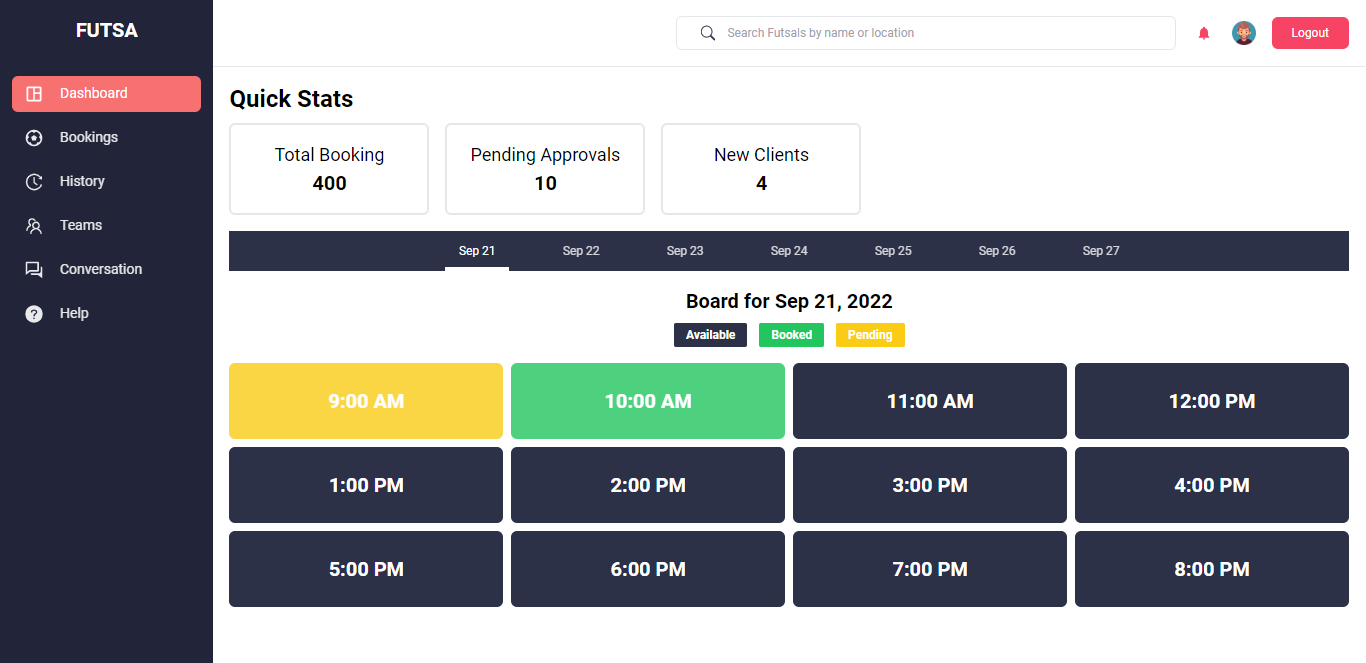 FUTSA
Search Futsals by name or location
Logout
Dashboard
Bookings
History
Teams
Conversation
Help
Quick Stats
Total Booking
400
Pending Approvals
10
New Clients
4
Sep 21 Sep 22 Sep 23 Sep 24 Sep 25 Sep 26 Sep 27
Board for Sep 21, 2022
Available Booked Pending
9:00 AM 10:00 AM 11:00 AM 12:00 PM
1:00 PM 2:00 PM 3:00 PM 4:00 PM
5:00 PM 6:00 PM 7:00 PM 8:00 PM